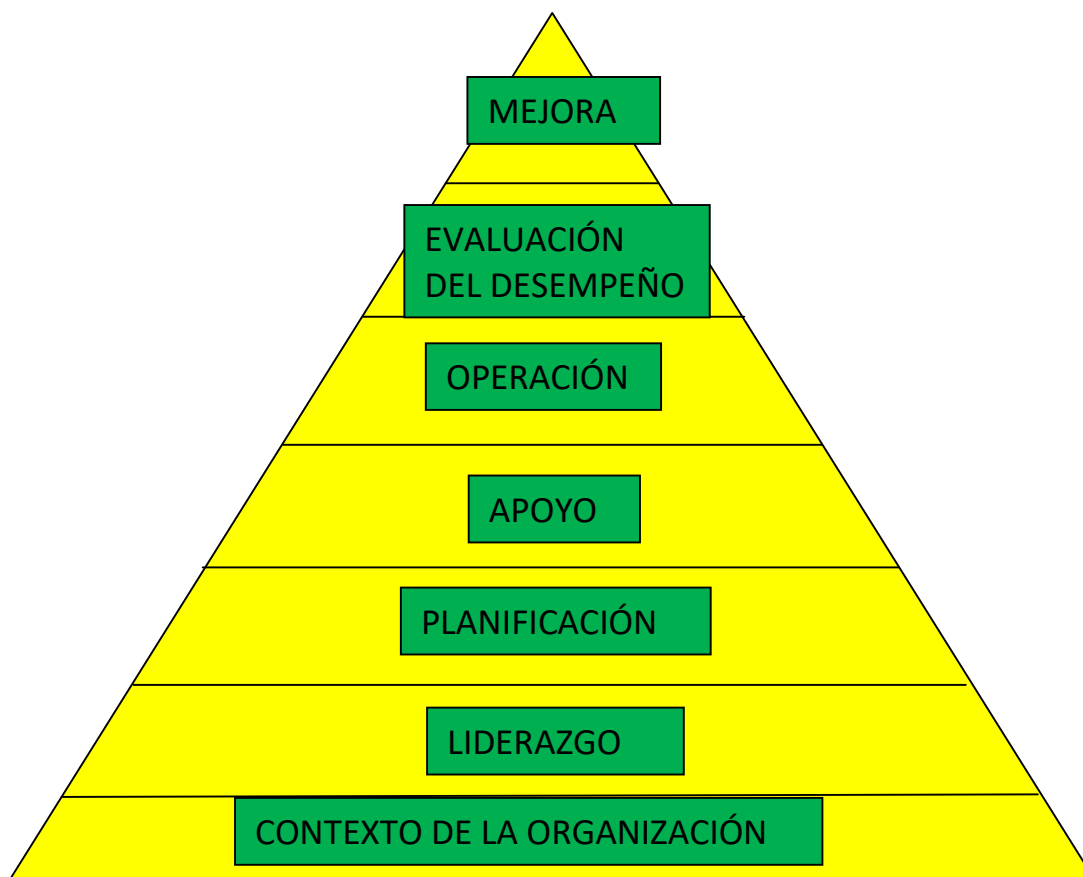 MEJORA
EVALUACIÓN
DEL DESEMPEÑO
OPERACIÓN
APOYO
PLANIFICACIÓN
LIDERAZGO
CONTEXTO DE LA ORGANIZACIÓN